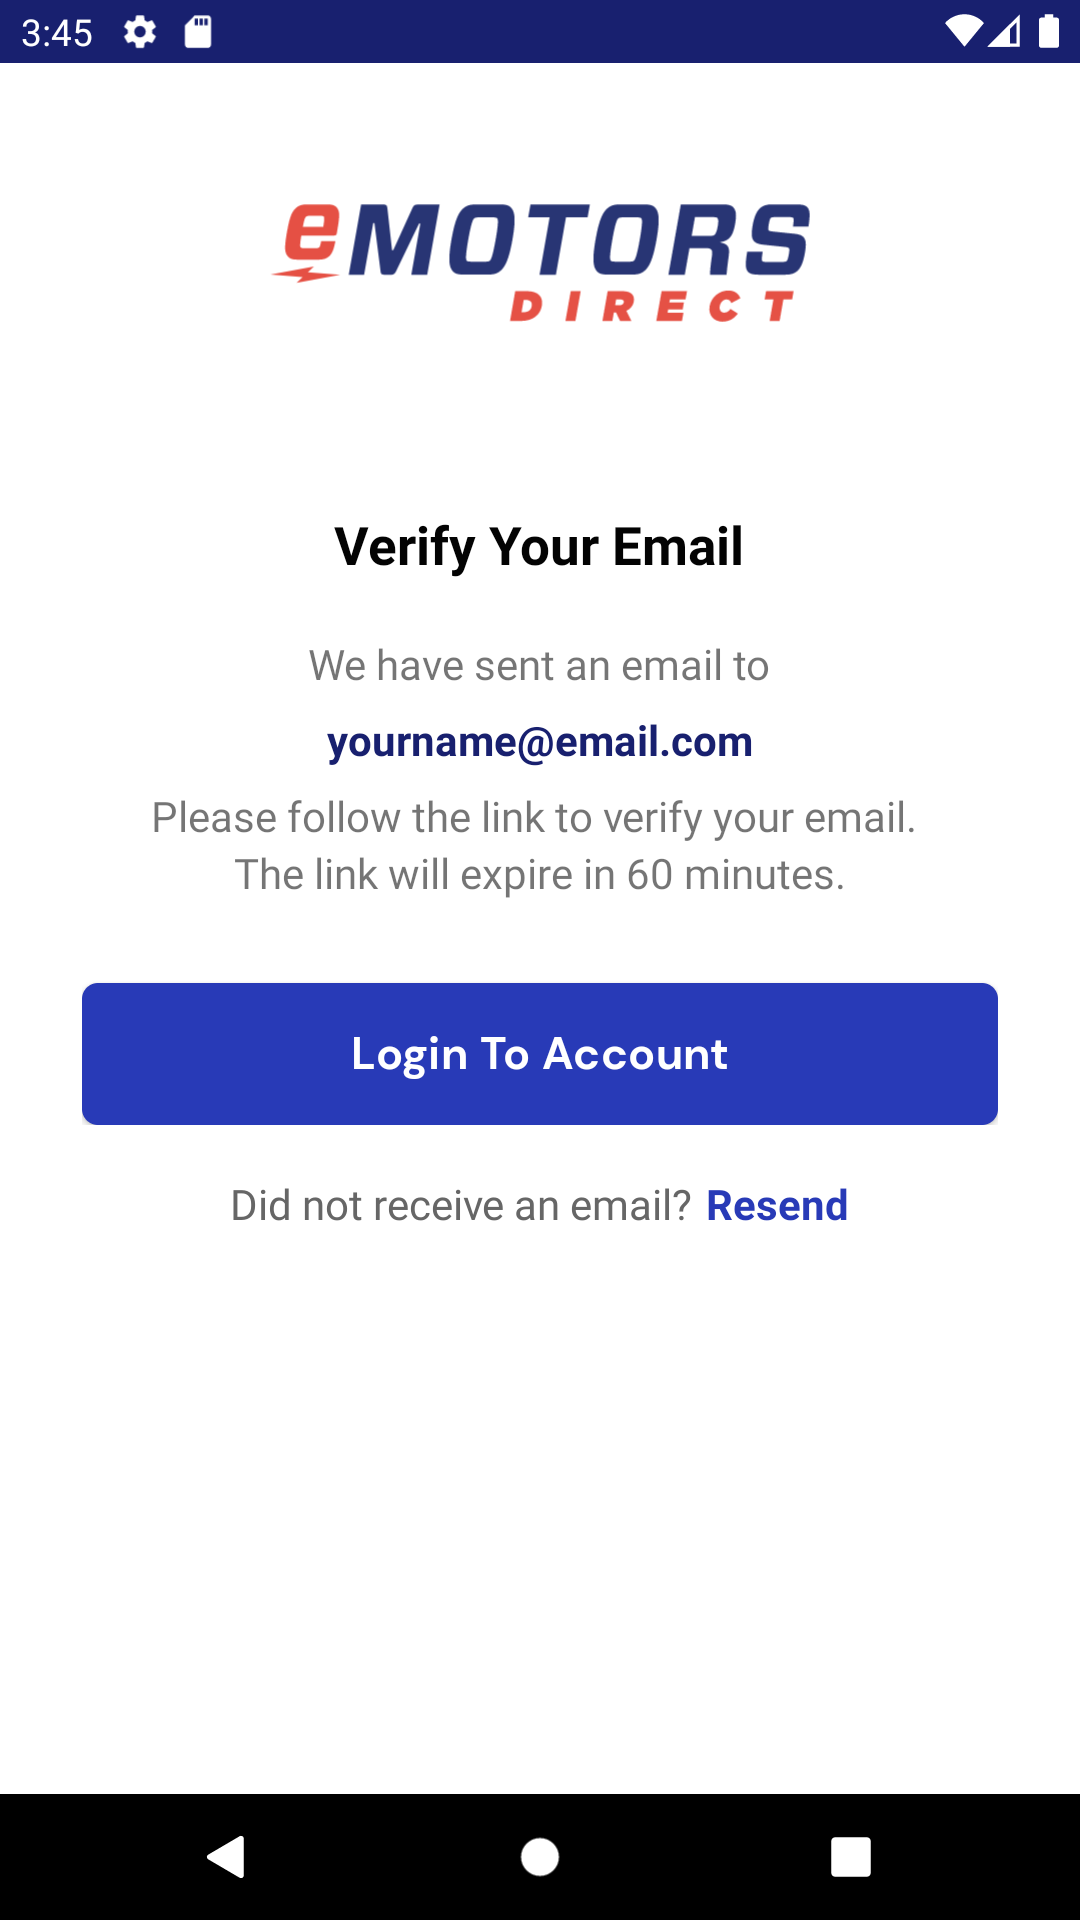 3:45
eMOTORS
DIRECT
Verify Your Email
We have sent an email to
yourname@email.com
Please follow the link to verify your email.
The link will expire in 60 minutes.
Login To Account
Did not receive an email? Resend